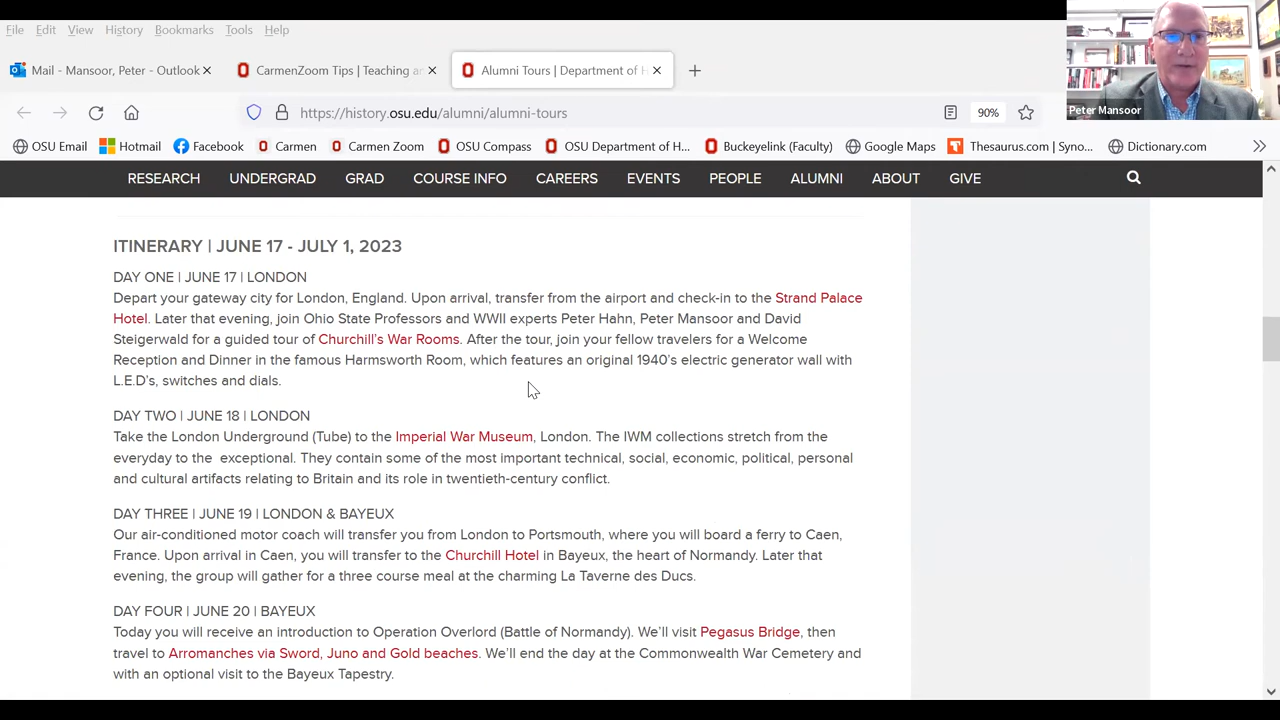 File Edit View History Bookmarks Tools Help
Mail - Mansoor, Peter - Outlook
CarmenZoom Tips | Teaching an
Alumni Tours | Department of H
https://history.osu.edu/alumni/alumni-tours
90%
Peter Mansoor
OSU Email Hotmail Facebook Carmen Carmen Zoom OSU Compass OSU Department of H... Buckeyelink (Faculty) Google Maps Thesaurus.com | Syno... Dictionary.com
RESEARCH UNDERGRAD GRAD COURSE INFO CAREERS EVENTS PEOPLE ALUMNI ABOUT GIVE
ITINERARY | JUNE 17 - JULY 1, 2023
DAY ONE | JUNE 17 | LONDON
Depart your gateway city for London, England. Upon arrival, transfer from the airport and check-in to the Strand Palace
Hotel. Later that evening, join Ohio State Professors and WWII experts Peter Hahn, Peter Mansoor and David
Steigerwald for a guided tour of Churchill's War Rooms. After the tour, join your fellow travelers for a Welcome
Reception and Dinner in the famous Harmsworth Room, which features an original 1940's electric generator wall with
L.E.D's, switches and dials.
DAY TWO | JUNE 18 | LONDON
Take the London Underground (Tube) to the Imperial War Museum, London. The IWM collections stretch from the
everyday to the exceptional. They contain some of the most important technical, social, economic, political, personal
and cultural artifacts relating to Britain and its role in twentieth-century conflict.
DAY THREE | JUNE 19 | LONDON & BAYEUX
Our air-conditioned motor coach will transfer you from London to Portsmouth, where you will board a ferry to Caen,
France. Upon arrival in Caen, you will transfer to the Churchill Hotel in Bayeux, the heart of Normandy. Later that
evening, the group will gather for a three course meal at the charming La Taverne des Ducs.
DAY FOUR | JUNE 20 | BAYEUX
Today you will receive an introduction to Operation Overlord (Battle of Normandy). We'll visit Pegasus Bridge, then
travel to Arromanches via Sword, Juno and Gold beaches. We'll end the day at the Commonwealth War Cemetery and
with an optional visit to the Bayeux Tapestry.